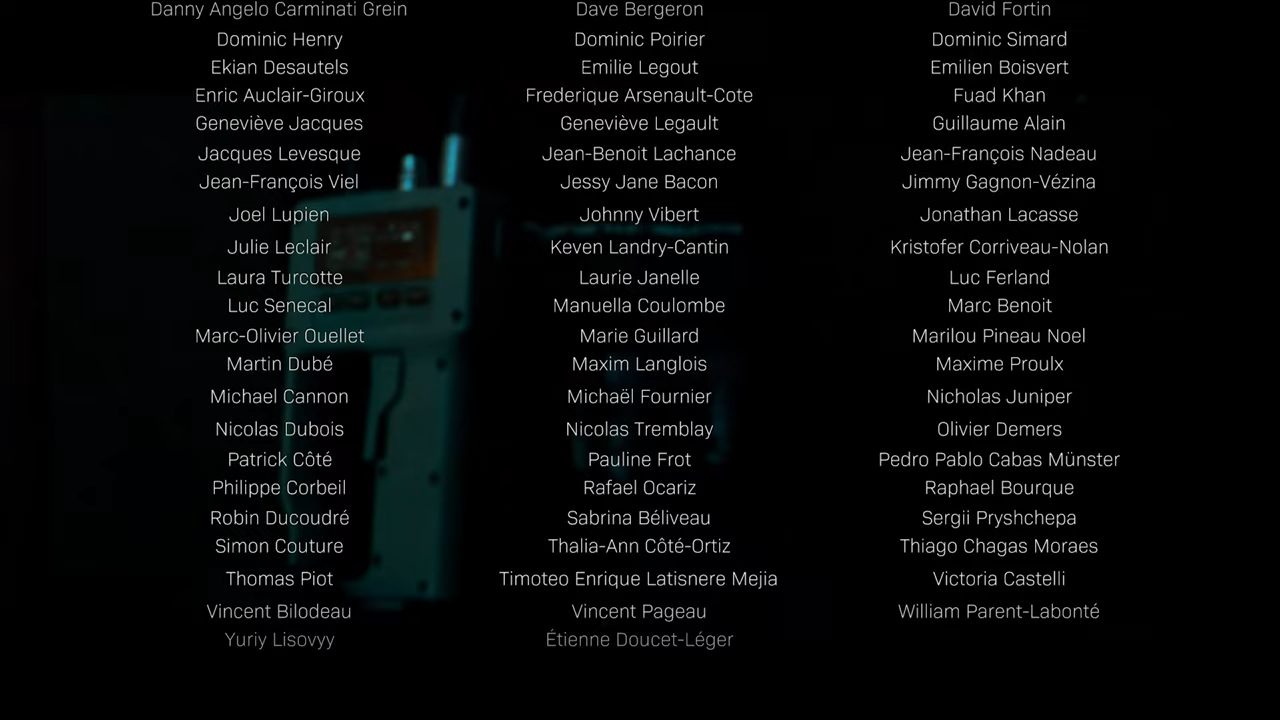 Danny Angelo Carminati Grein Dave Bergeron David Fortin
Dominic Henry Dominic Poirier Dominic Simard
Ekian Desautels Emilie Legout Emilien Boisvert
Enric Auclair-Giroux Frederique Arsenault-Cote Fuad Khan
Geneviève Jacques Geneviève Legault Guillaume Alain
Jacques Levesque Jean-Benoit Lachance Jean-François Nadeau
Jean-François Viel Jessy Jane Bacon Jimmy Gagnon-Vézina
Joel Lupien Johnny Vibert Jonathan Lacasse
Julie Leclair Keven Landry-Cantin Kristofer Corriveau-Nolan
Laura Turcotte Laurie Janelle Luc Ferland
Luc Senecal Manuella Coulombe Marc Benoit
Marc-Olivier Ouellet Marie Guillard Marilou Pineau Noel
Martin Dubé Maxim Langlois Maxime Proulx
Michael Cannon Michaël Fournier Nicholas Juniper
Nicolas Dubois Nicolas Tremblay Olivier Demers
Patrick Côté Pauline Frot Pedro Pablo Cabas Münster
Philippe Corbeil Rafael Ocariz Raphael Bourque
Robin Ducoudré Sabrina Béliveau Sergii Pryshchepa
Simon Couture Thalia-Ann Côté-Ortiz Thiago Chagas Moraes
Thomas Piot Timoteo Enrique Latisnere Mejia Victoria Castelli
Vincent Bilodeau Vincent Pageau William Parent-Labonté
Yuriy Lisovyy Étienne Doucet-Léger